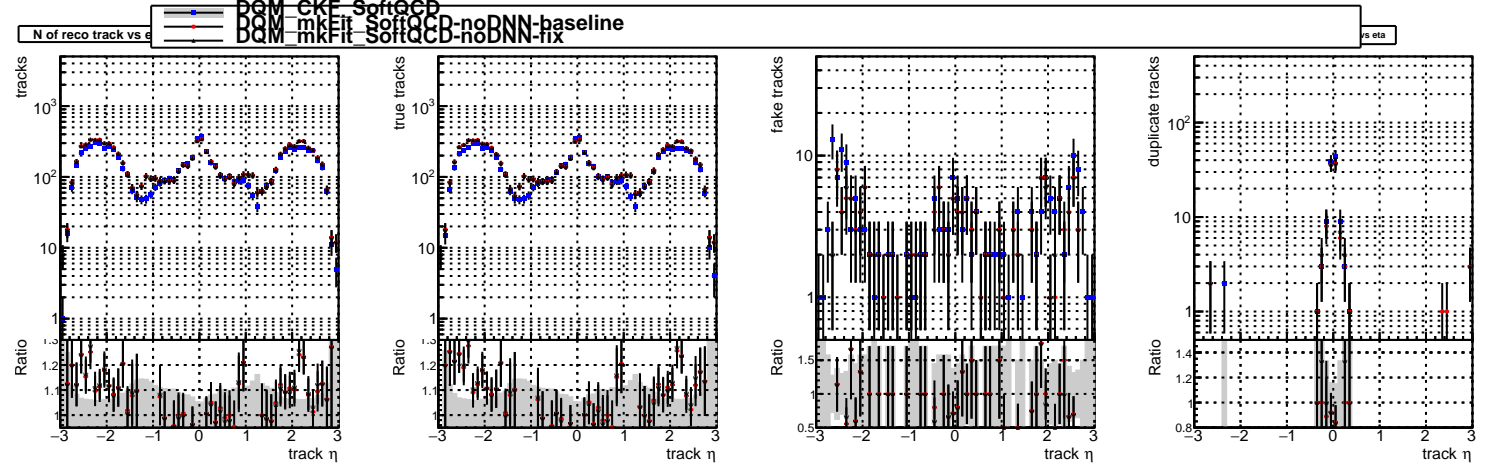 DQM_CKF_SoftQCD
DQM_mkFit_SoftQCD-noDNN-baseline
DQM_mkFit_SoftQCD-noDNN-fix
N of reco track vs e
vs eta
tracks
10³
10²
10
1
Ratio
1.3
1.2
1.1
1
−3 −2 −1 0 1 2 3
track η
true tracks
10³
10²
10
1
Ratio
1.3
1.2
1.1
1
−3 −2 −1 0 1 2 3
track η
fake tracks
10
1
Ratio
1.5
1
0.5
−3 −2 −1 0 1 2 3
track η
duplicate tracks
10²
10
1
Ratio
1.4
1.2
1
0.8
−3 −2 −1 0 1 2 3
track η